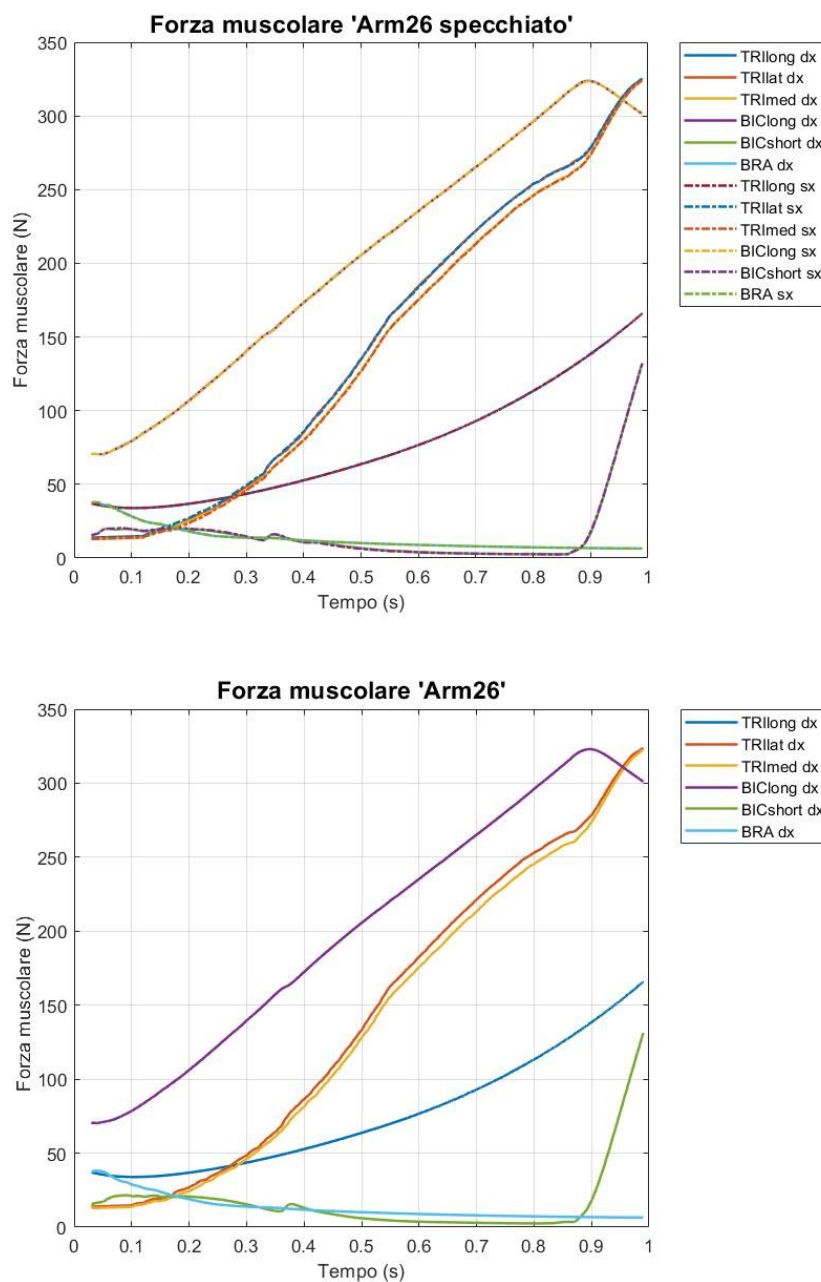 Forza muscolare 'Arm26 specchiato'
350
300
250
200
150
100
50
0
Forza muscolare (N)
0 0.1 0.2 0.3 0.4 0.5 0.6 0.7 0.8 0.9 1
Tempo (s)
TRIlong dx
TRIlat dx
TRImed dx
BIClong dx
BICshort dx
BRA dx
TRIlong sx
TRIlat sx
TRImed sx
BIClong sx
BICshort sx
BRA sx
Forza muscolare 'Arm26'
350
300
250
200
150
100
50
0
Forza muscolare (N)
0 0.1 0.2 0.3 0.4 0.5 0.6 0.7 0.8 0.9 1
Tempo (s)
TRIlong dx
TRIlat dx
TRImed dx
BIClong dx
BICshort dx
BRA dx